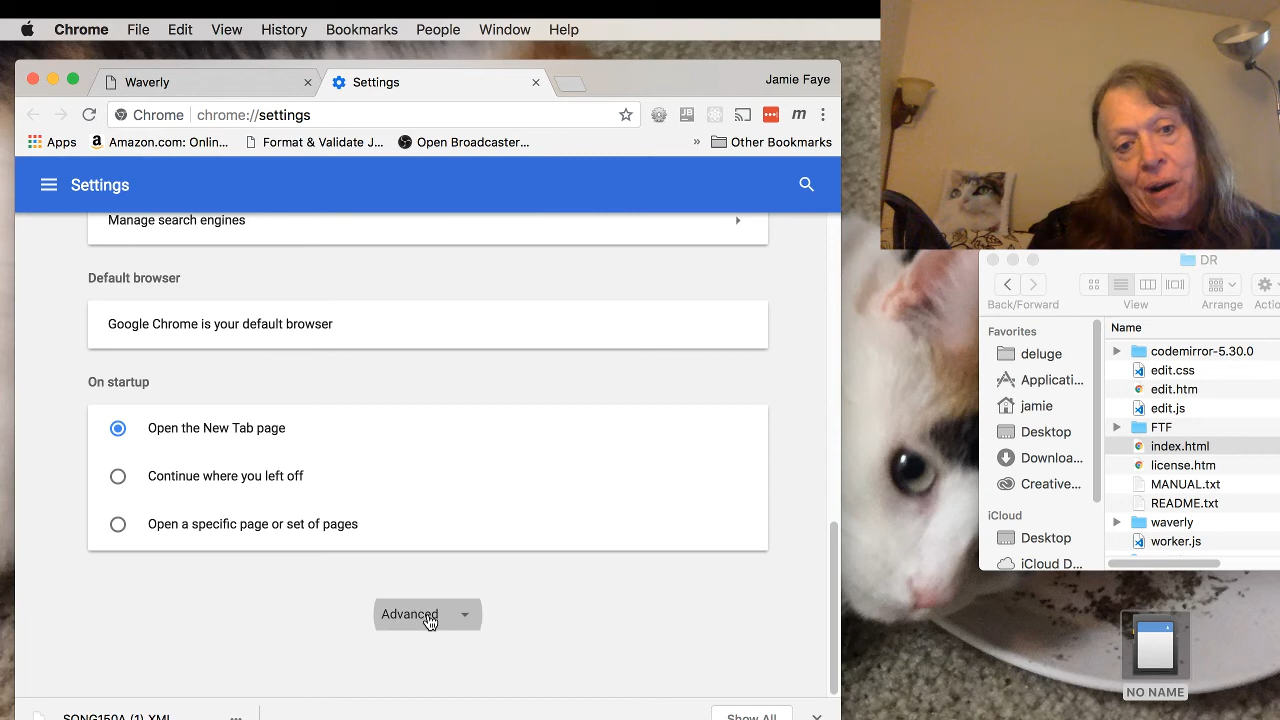 Chrome File Edit View History Bookmarks People Window Help
Waverly
Settings
Jamie Faye
Chrome chrome://settings
JB
m
Apps
Amazon.com: Onlin...
Format & Validate J...
Open Broadcaster...
»
Other Bookmarks
Settings
Manage search engines
Default browser
Google Chrome is your default browser
On startup
Open the New Tab page
Continue where you left off
Open a specific page or set of pages
Advanced
SONG150A (1).XML
Show All
DR
Back/Forward
View
Arrange
Actio
Favorites
deluge
Applicati...
jamie
Desktop
Downloa...
Creative...
iCloud
Desktop
iCloud D...
Name
codemirror-5.30.0
edit.css
edit.htm
edit.js
FTF
index.html
license.htm
MANUAL.txt
README.txt
waverly
worker.js
NO NAME